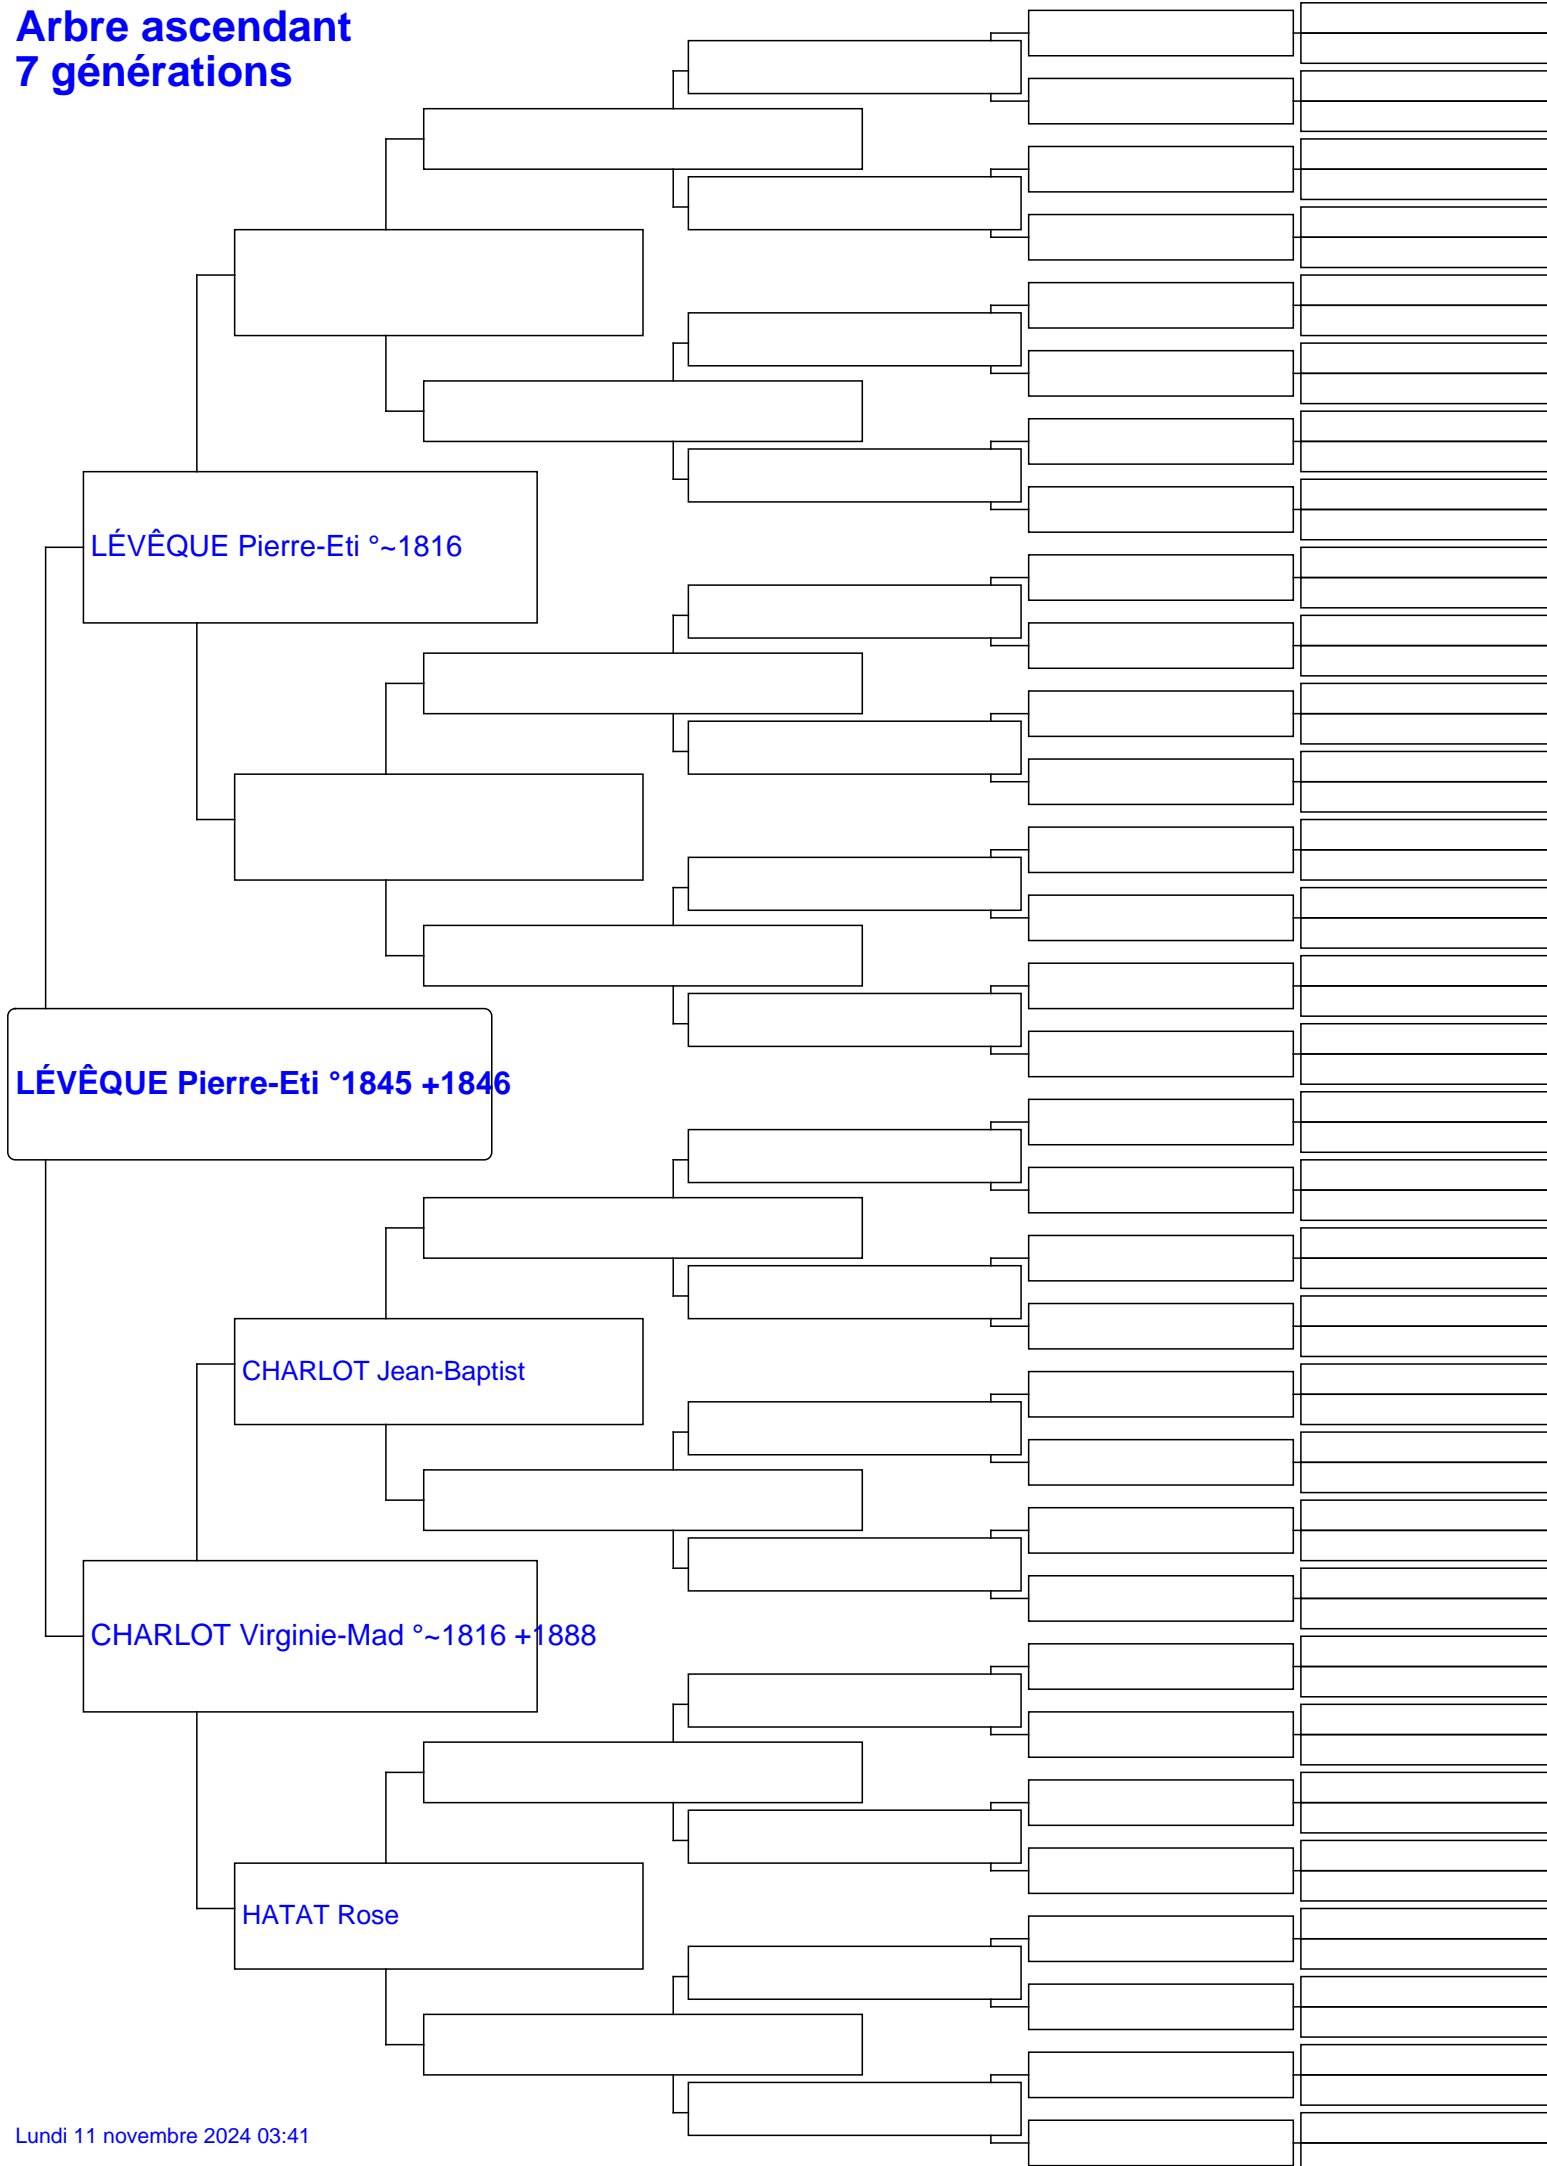 Arbre ascendant
7 générations
LÉVÊQUE Pierre-Eti °~1816
LÉVÊQUE Pierre-Eti °1845 +1846
CHARLOT Jean-Baptist
CHARLOT Virginie-Mad °~1816 +1888
HATAT Rose
Lundi 11 novembre 2024 03:41